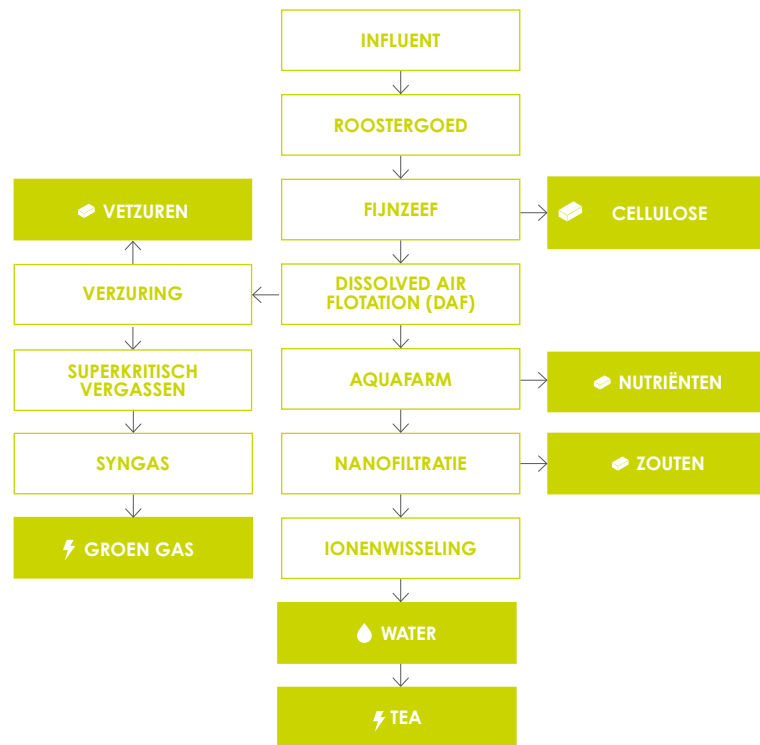 INFLUENT
ROOSTERGOED
VETZUREN
FIJNZEEF
CELLULOSE
VERZURING
DISSOLVED AIR
FLOTATION (DAF)
SUPERKRITISCH
VERGASSEN
AQUAFARM
NUTRIËNTEN
SYNGAS
NANOFILTRATIE
ZOUTEN
GROEN GAS
IONENWISSELING
WATER
TEA